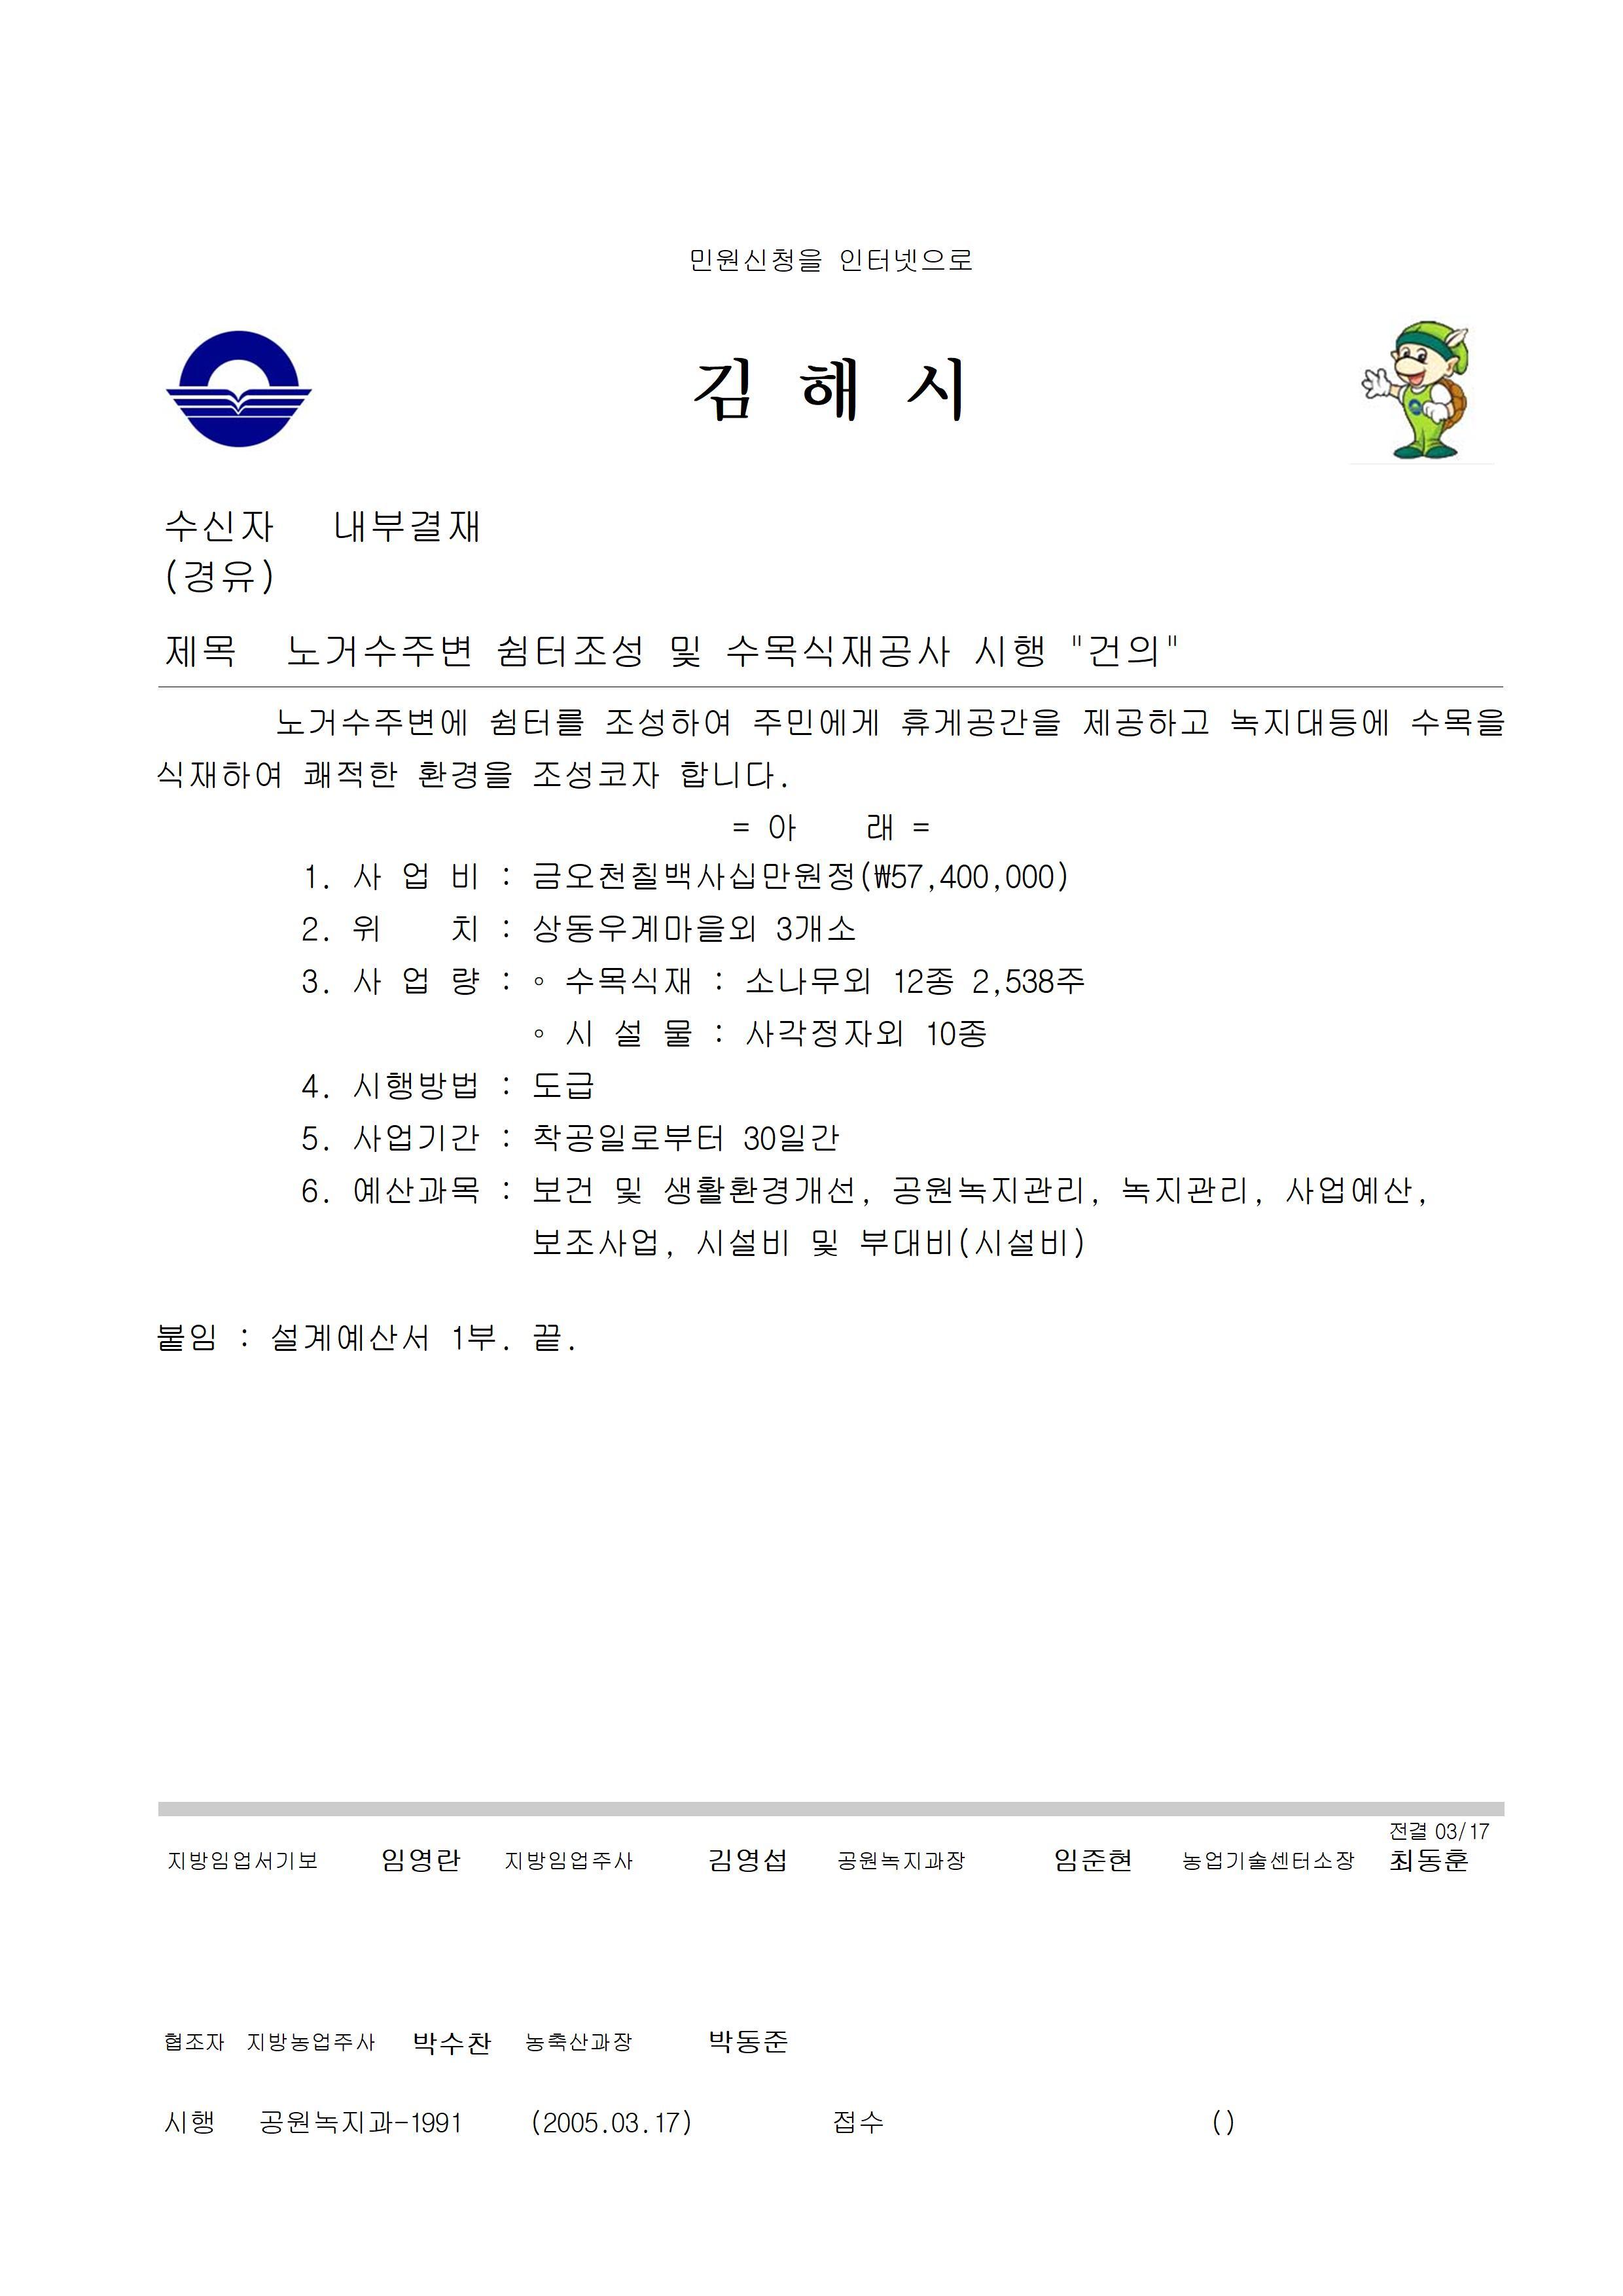 민원신청을 인터넷으로
김 해 시
수신자 내부결재
(경유)
제목 노거수주변 쉼터조성 및 수목식재공사 시행 "건의"
노거수주변에 쉼터를 조성하여 주민에게 휴게공간을 제공하고 녹지대등에 수목을
식재하여 쾌적한 환경을 조성코자 합니다.
= 아 래 =
1. 사 업 비 : 금오천칠백사십만원정(₩57,400,000)
2. 위 치 : 상동우계마을외 3개소
3. 사 업 량 : ◦ 수목식재 : 소나무외 12종 2,538주
◦ 시 설 물 : 사각정자외 10종
4. 시행방법 : 도급
5. 사업기간 : 착공일로부터 30일간
6. 예산과목 : 보건 및 생활환경개선, 공원녹지관리, 녹지관리, 사업예산,
보조사업, 시설비 및 부대비(시설비)
붙임 : 설계예산서 1부. 끝.
전결 03/17
지방임업서기보 임영란 지방임업주사 김영섭 공원녹지과장 임준현 농업기술센터소장 최동훈
협조자 지방농업주사 박수찬 농축산과장 박동준
시행 공원녹지과-1991 (2005.03.17) 접수 ()